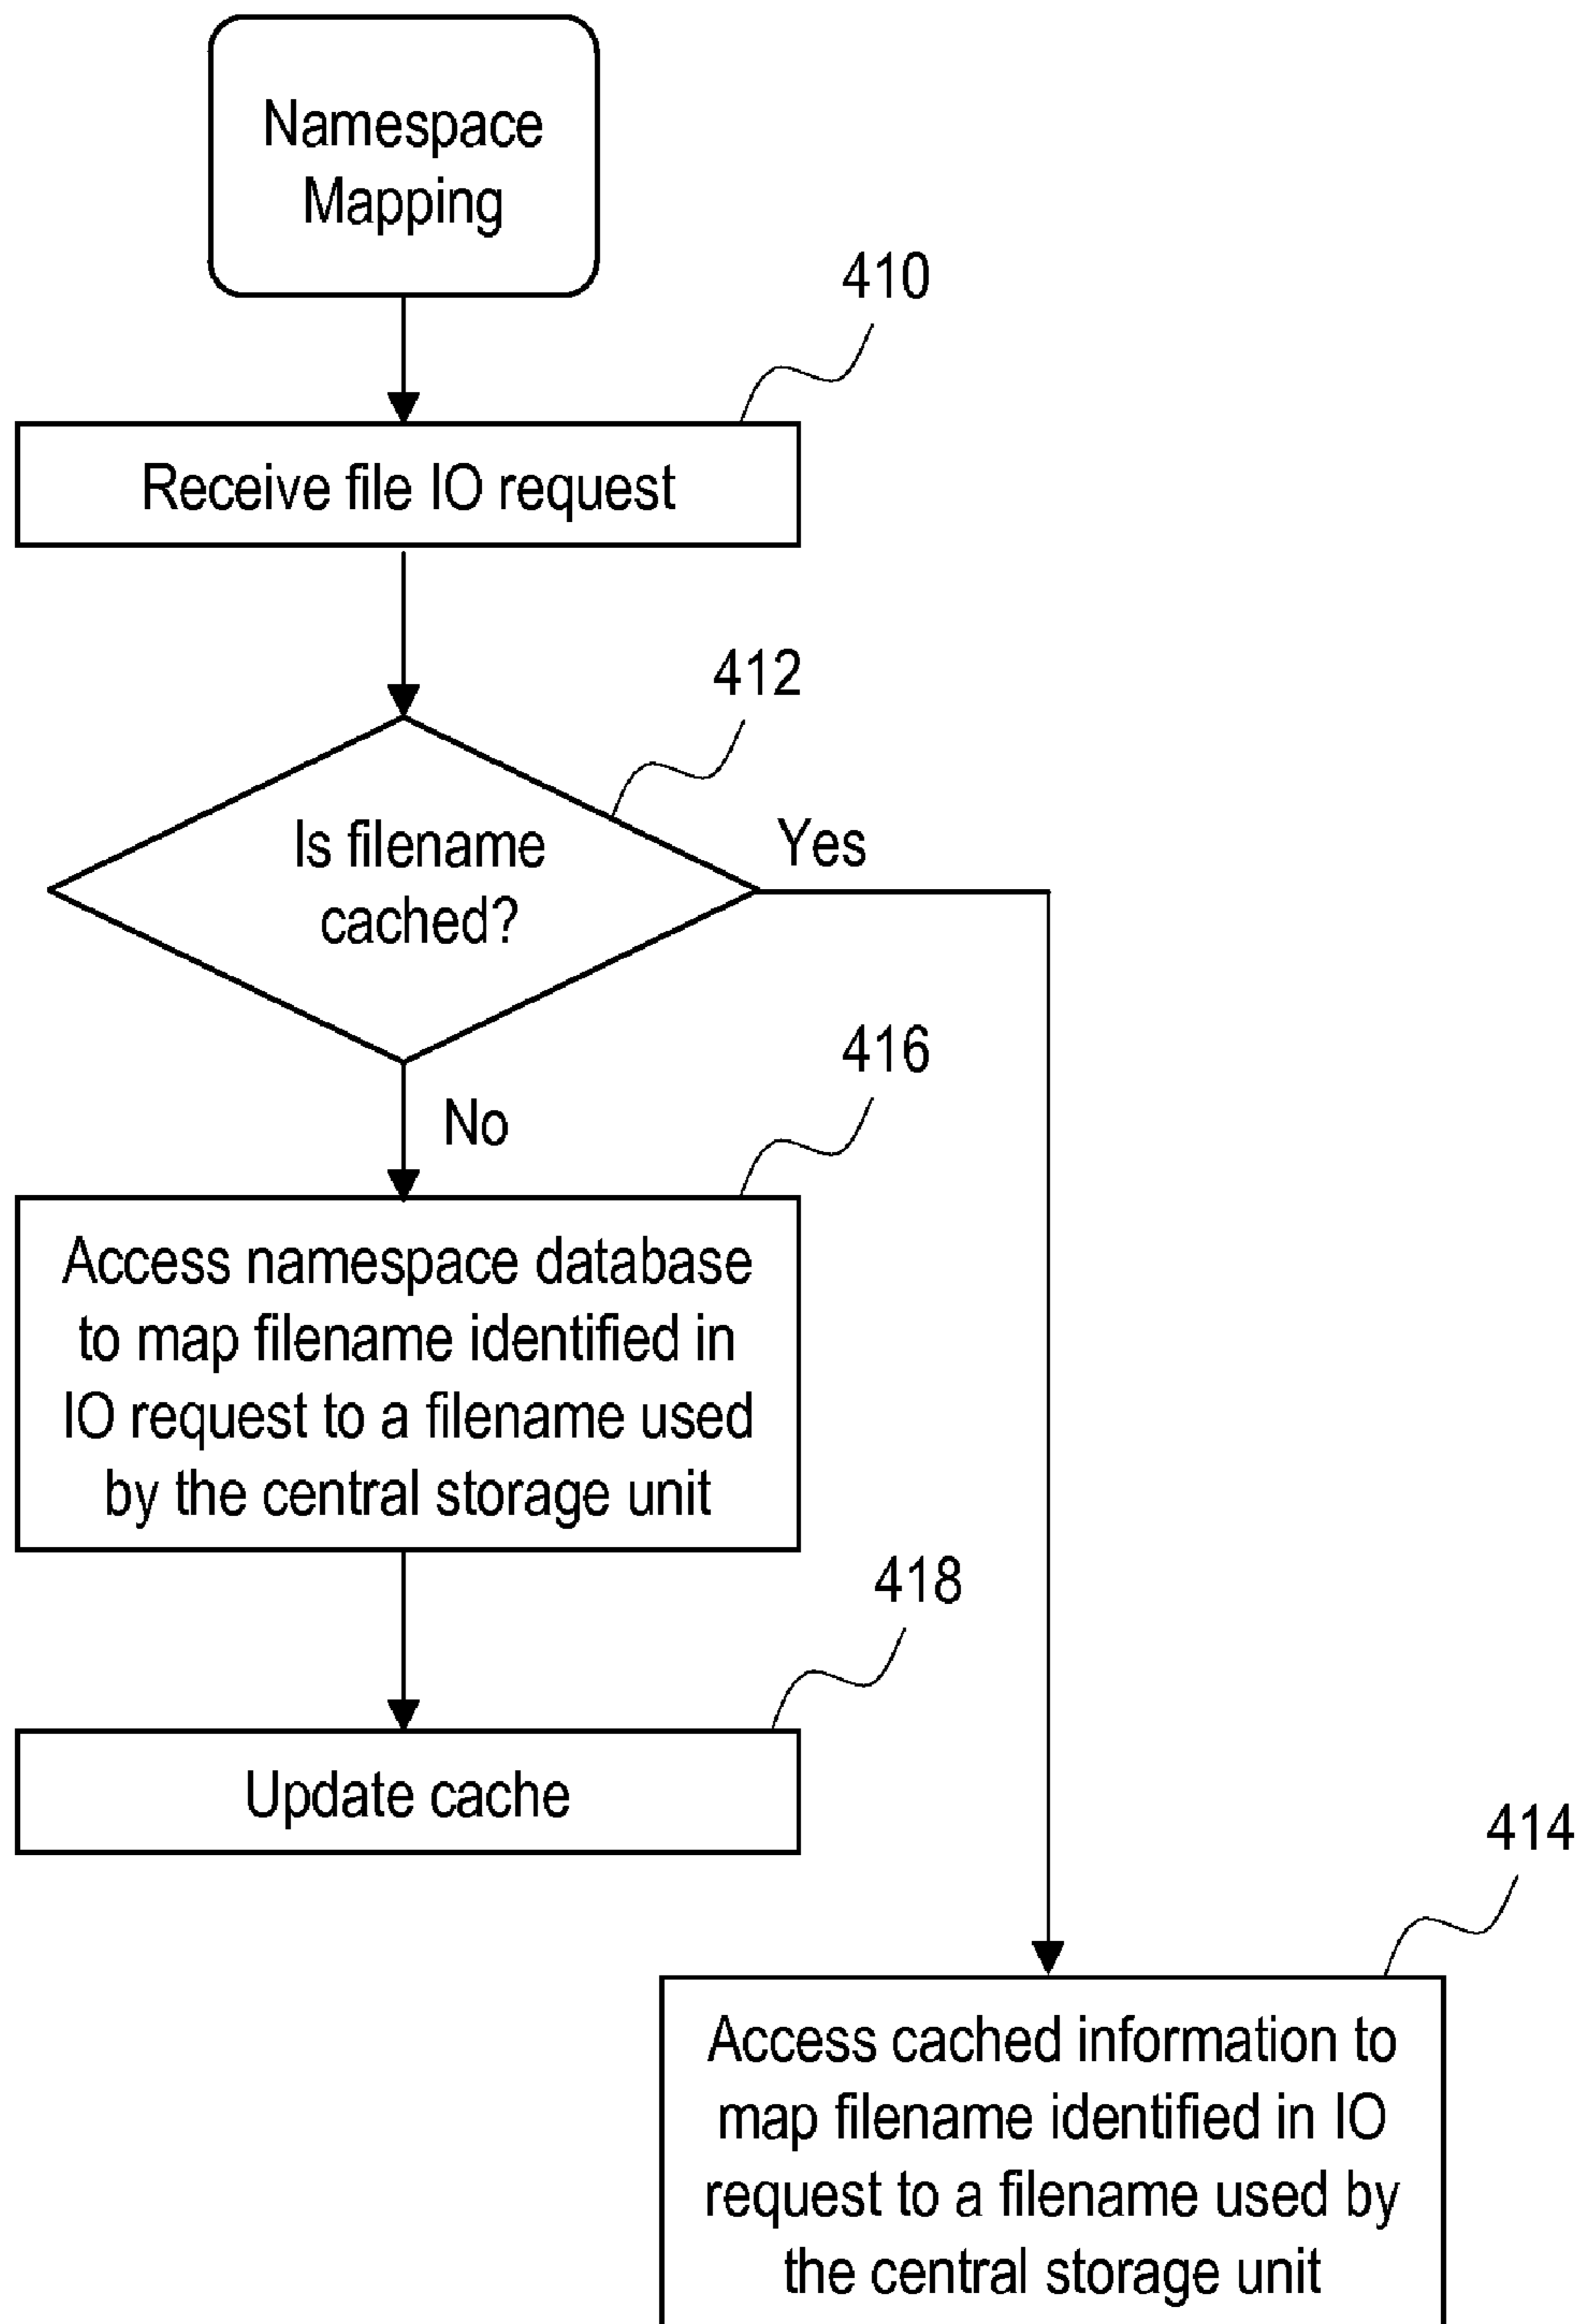 Namespace
Mapping
410
Receive file IO request
412
Is filename
cached?
Yes
No
416
Access namespace database
to map filename identified in
IO request to a filename used
by the central storage unit
418
Update cache
414
Access cached information to
map filename identified in IO
request to a filename used by
the central storage unit